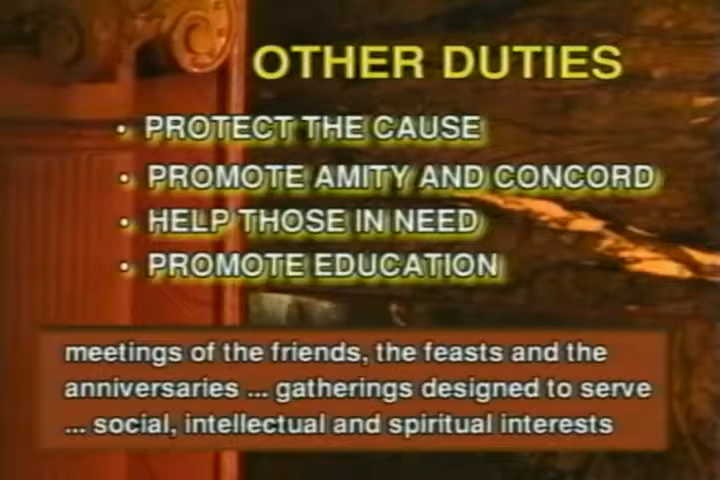 OTHER DUTIES
• PROTECT THE CAUSE
• PROMOTE AMITY AND CONCORD
• HELP THOSE IN NEED
• PROMOTE EDUCATION
meetings of the friends, the feasts and the
anniversaries ... gatherings designed to serve
... social, intellectual and spiritual interests